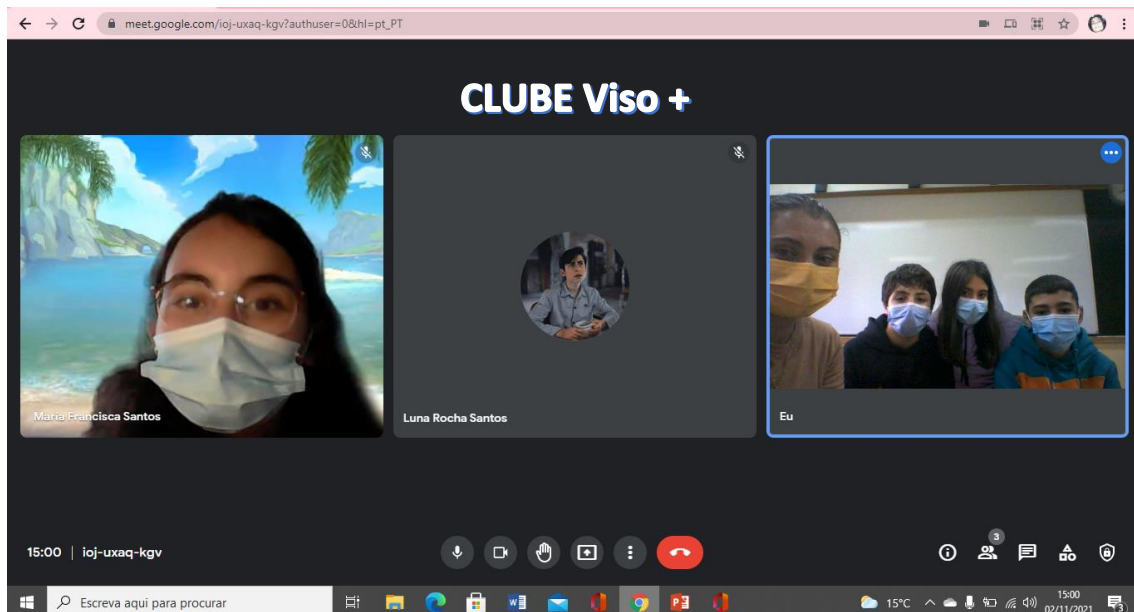 meet.google.com/ioj-uxaq-kgv?authuser=0&hl=pt_PT
CLUBE Viso +
Maria Francisca Santos
Luna Rocha Santos
Eu
15:00 | ioj-uxaq-kgv
3
Escreva aqui para procurar
15°C
15:00
02/11/2021
3